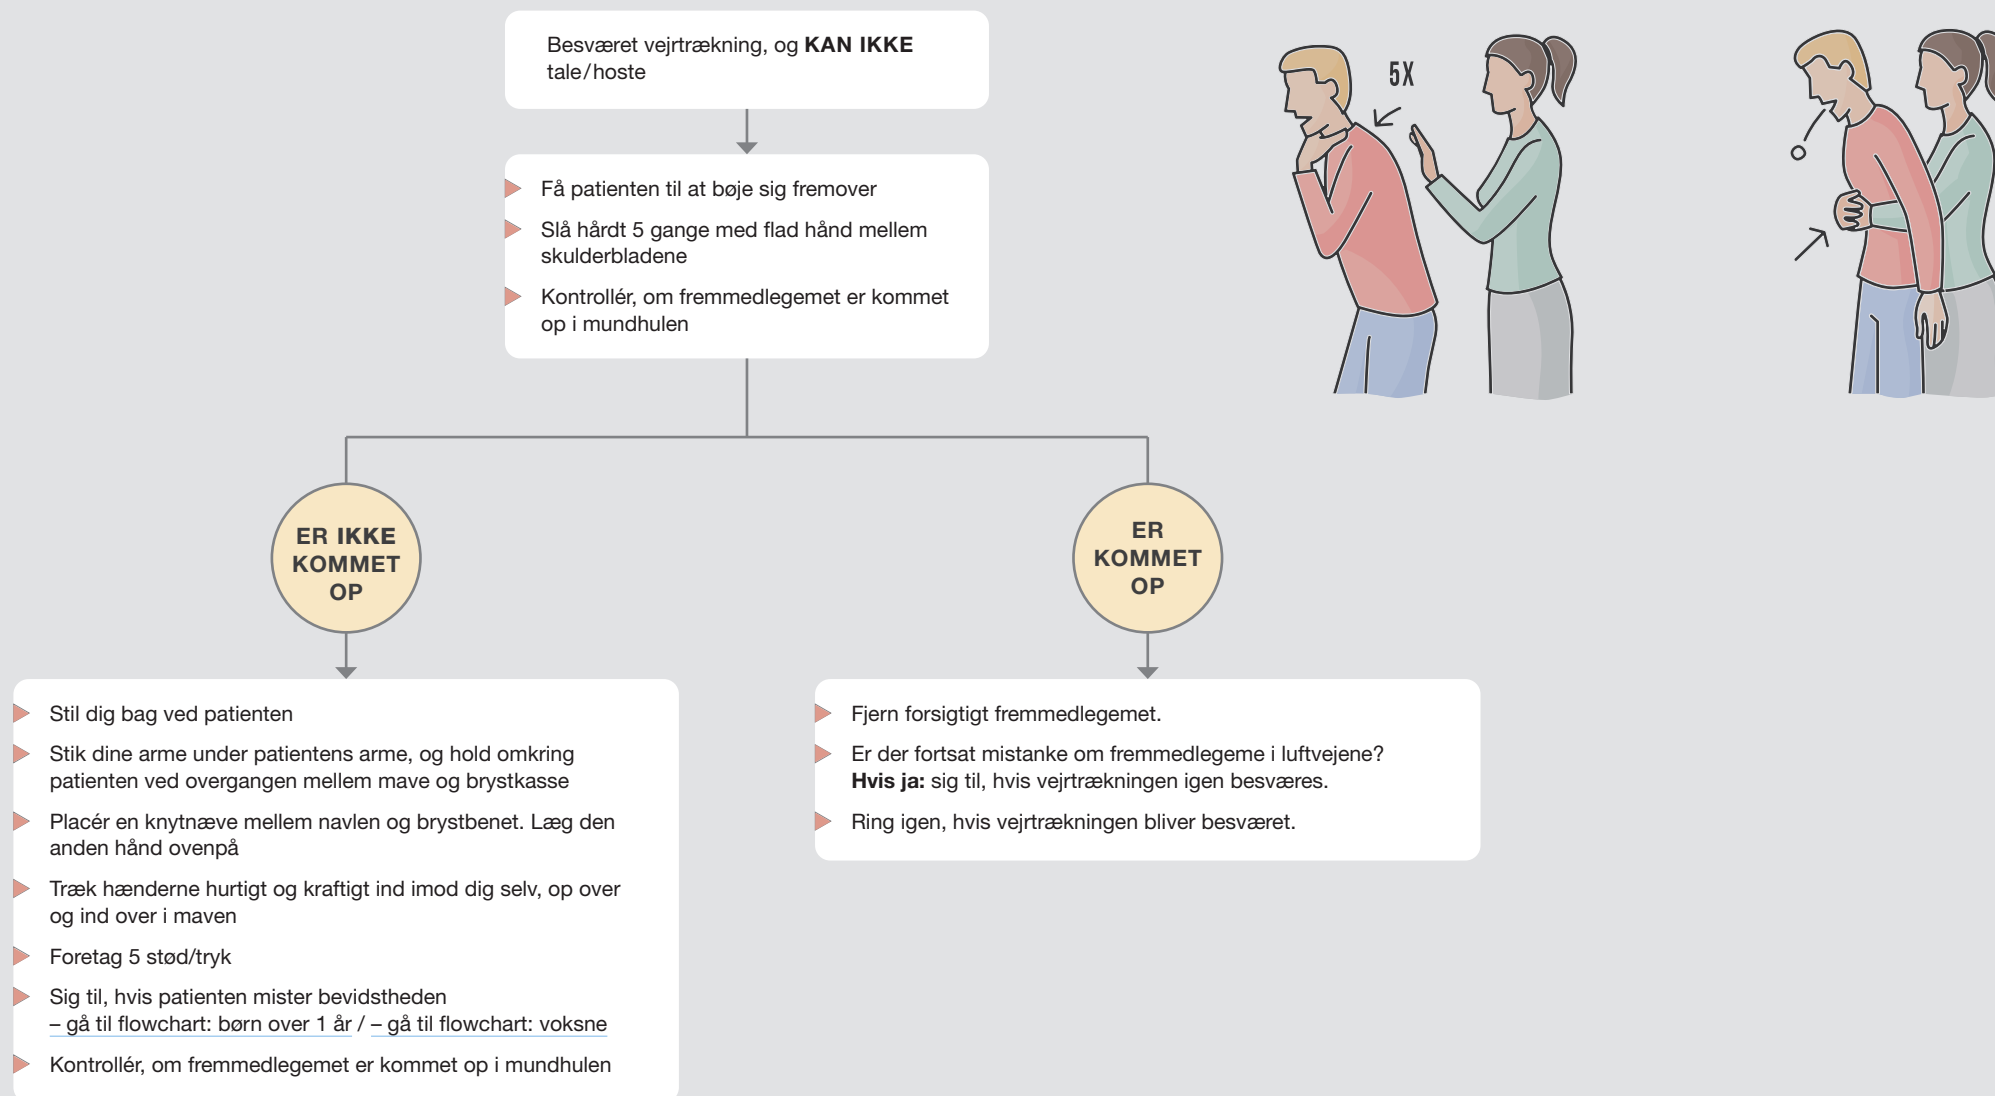 Besværet vejrtrækning, og KAN IKKE
tale/hoste
5X
Få patienten til at bøje sig fremover
Slå hårdt 5 gange med flad hånd mellem
skulderbladene
Kontrollér, om fremmedlegemet er kommet
op i mundhulen
ER IKKE
KOMMET
OP
ER
KOMMET
OP
Stil dig bag ved patienten
Stik dine arme under patientens arme, og hold omkring
patienten ved overgangen mellem mave og brystkasse
Placér en knytnæve mellem navlen og brystbenet. Læg den
anden hånd ovenpå
Træk hænderne hurtigt og kraftigt ind imod dig selv, op over
og ind over i maven
Foretag 5 stød/tryk
Sig til, hvis patienten mister bevidstheden
– gå til flowchart: børn over 1 år / – gå til flowchart: voksne
Kontrollér, om fremmedlegemet er kommet op i mundhulen
Fjern forsigtigt fremmedlegemet.
Er der fortsat mistanke om fremmedlegeme i luftvejene?
Hvis ja: sig til, hvis vejrtrækningen igen besværes.
Ring igen, hvis vejrtrækningen bliver besværet.